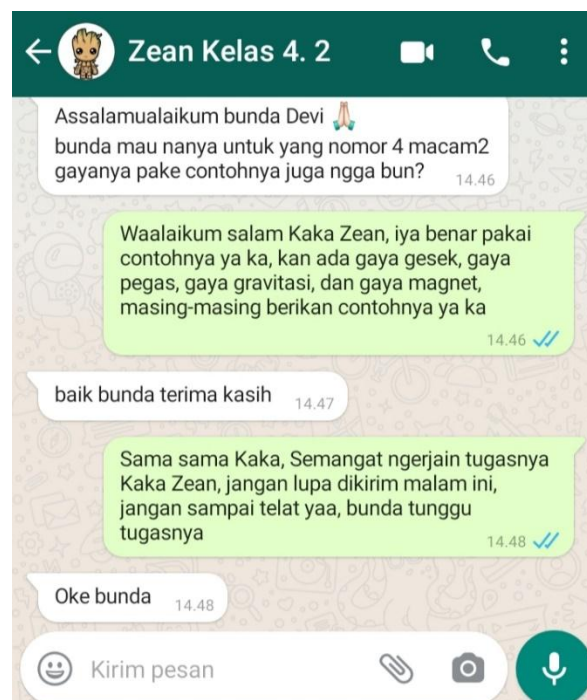 Zean Kelas 4. 2
Assalamualaikum bunda Devi 🙏🏻
bunda mau nanya untuk yang nomor 4 macam2
gayanya pake contohnya juga ngga bun?
14.46
Waalaikum salam Kaka Zean, iya benar pakai
contohnya ya ka, kan ada gaya gesek, gaya
pegas, gaya gravitasi, dan gaya magnet,
masing-masing berikan contohnya ya ka
14.46
baik bunda terima kasih
14.47
Sama sama Kaka, Semangat ngerjain tugasnya
Kaka Zean, jangan lupa dikirim malam ini,
jangan sampai telat yaa, bunda tunggu
tugasnya
14.48
Oke bunda
14.48
Kirim pesan